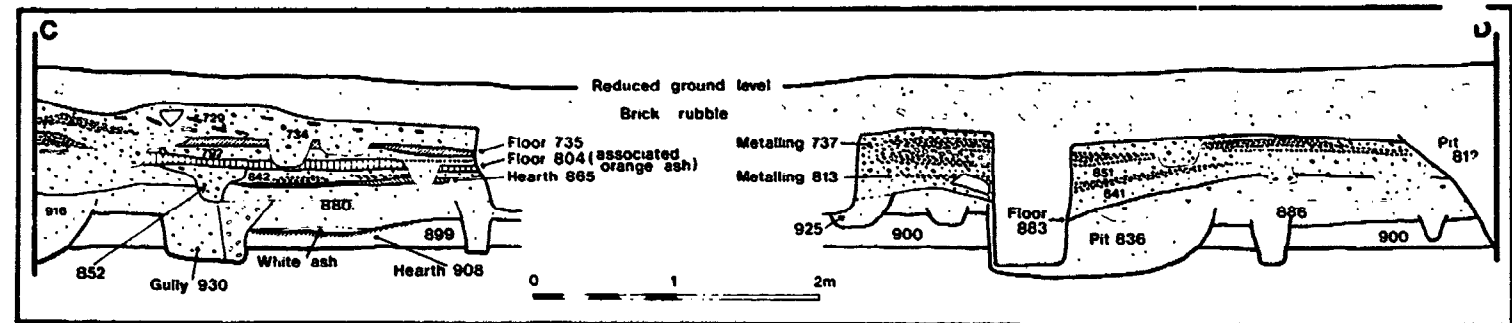 C
D
Reduced ground level
Brick rubble
729
734
Floor 735
Floor 804 (associated
orange ash)
Hearth 865
797
842
880
916
899
852
Gully 930
White ash
Hearth 908
0 1 2m
Metalling 737
Metalling 813
925
900
Floor
883
Pit 836
851
841
886
900
Pit